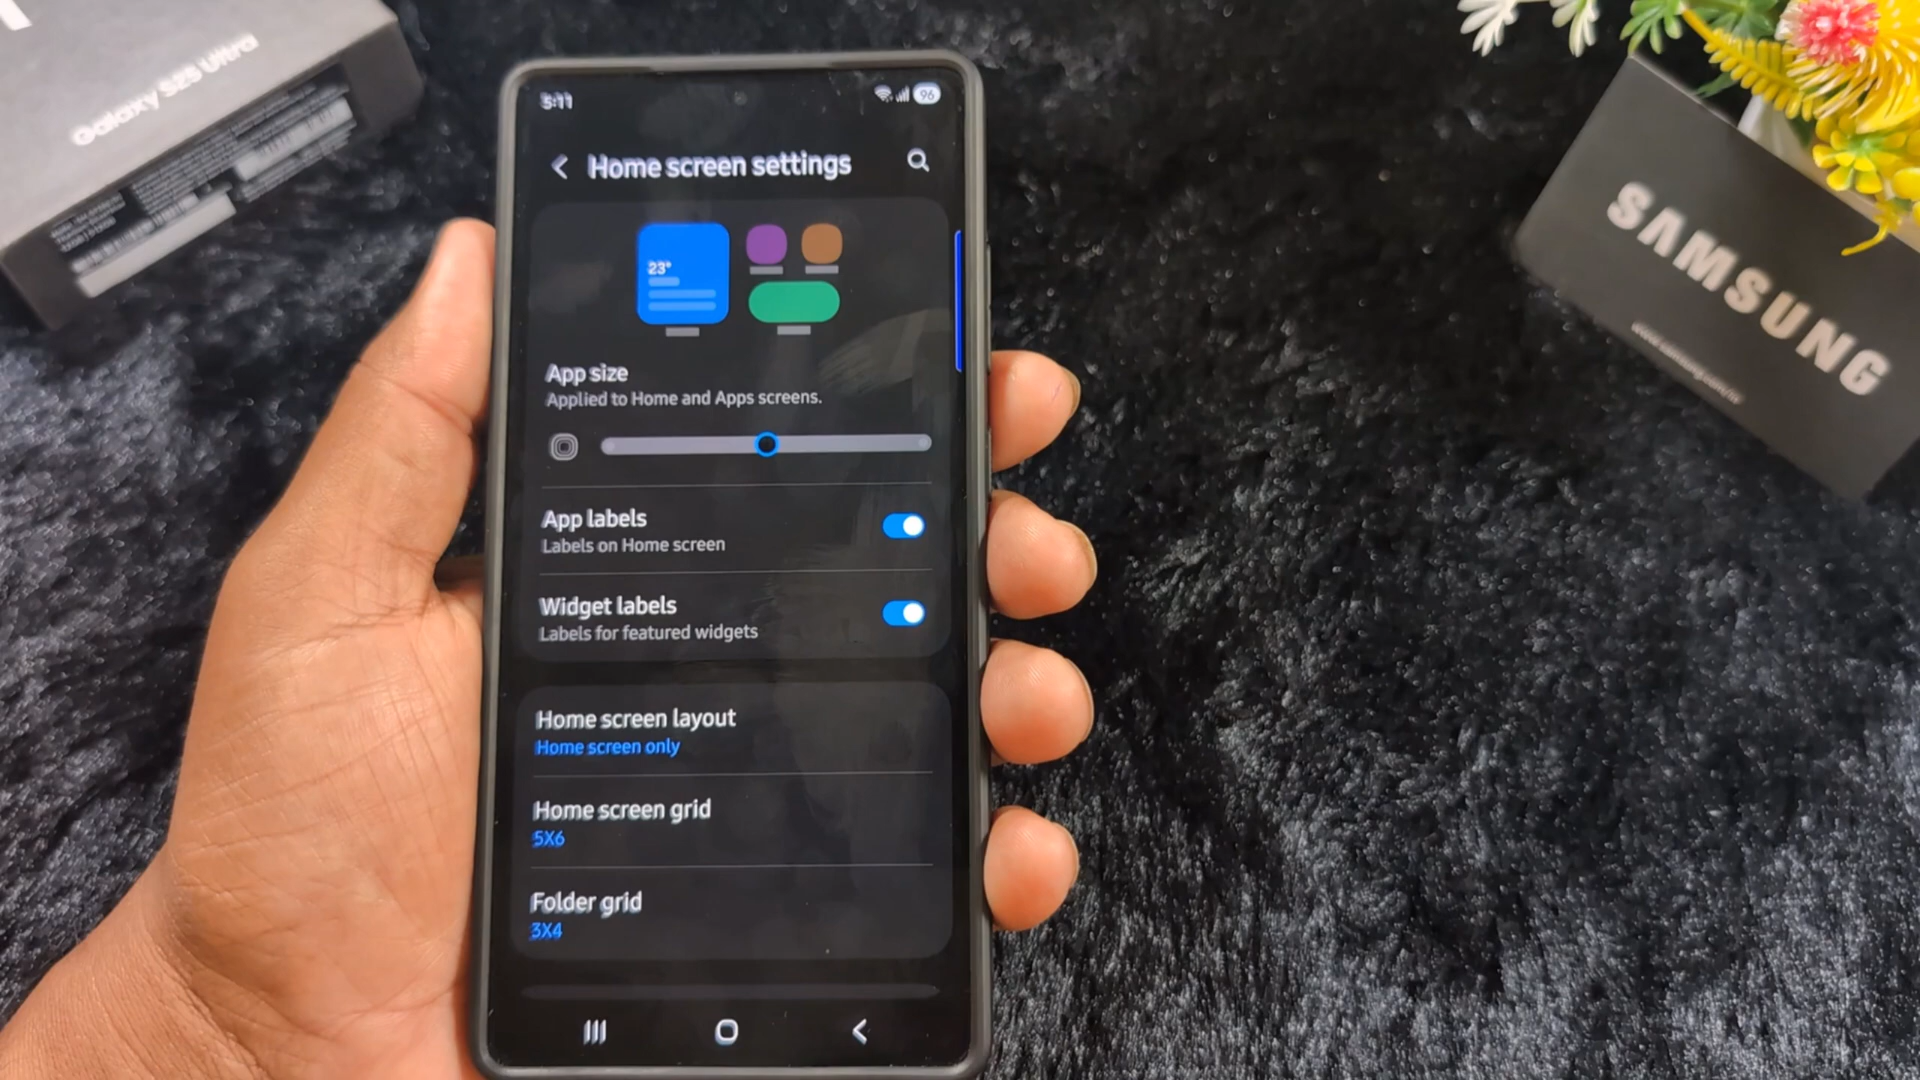 Galaxy S25 Ultra
5:11
96
Home screen settings
23°
App size
Applied to Home and Apps screens.
App labels
Labels on Home screen
Widget labels
Labels for featured widgets
Home screen layout
Home screen only
Home screen grid
5X6
Folder grid
3X4
SAMSUNG